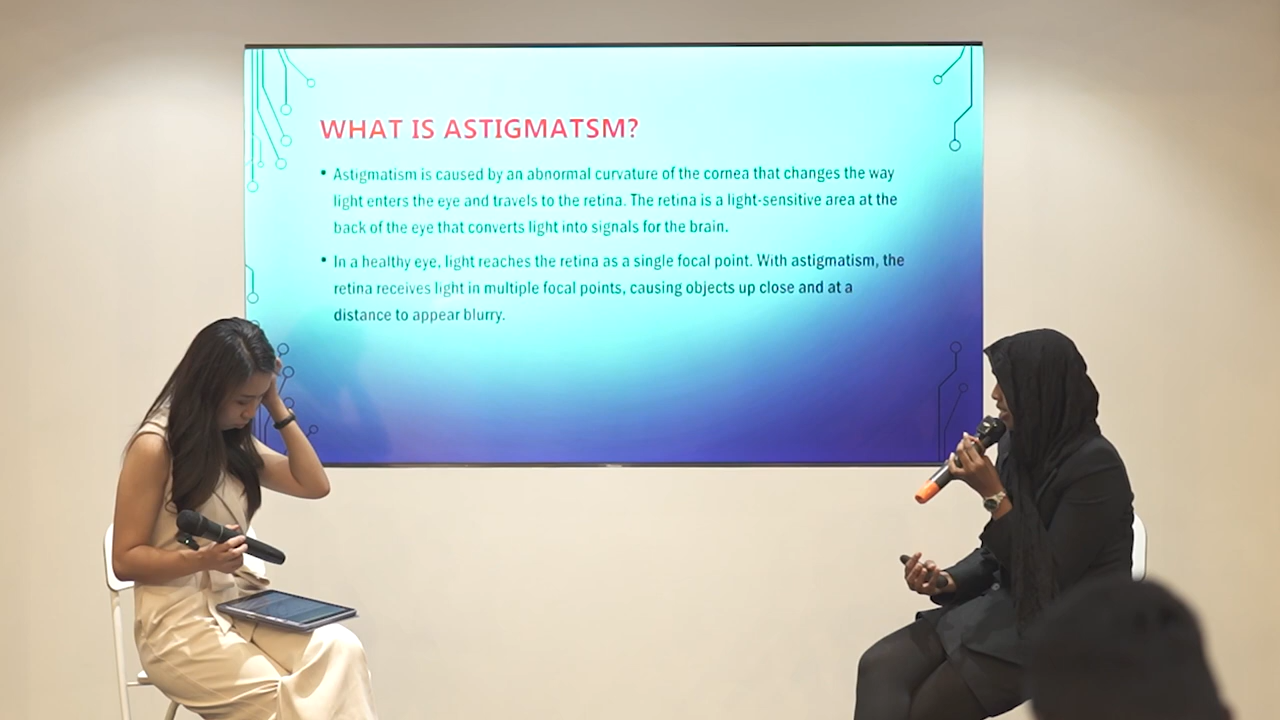 WHAT IS ASTIGMATSM?
• Astigmatism is caused by an abnormal curvature of the cornea that changes the way
light enters the eye and travels to the retina. The retina is a light-sensitive area at the
back of the eye that converts light into signals for the brain.
• In a healthy eye, light reaches the retina as a single focal point. With astigmatism, the
retina receives light in multiple focal points, causing objects up close and at a
distance to appear blurry.